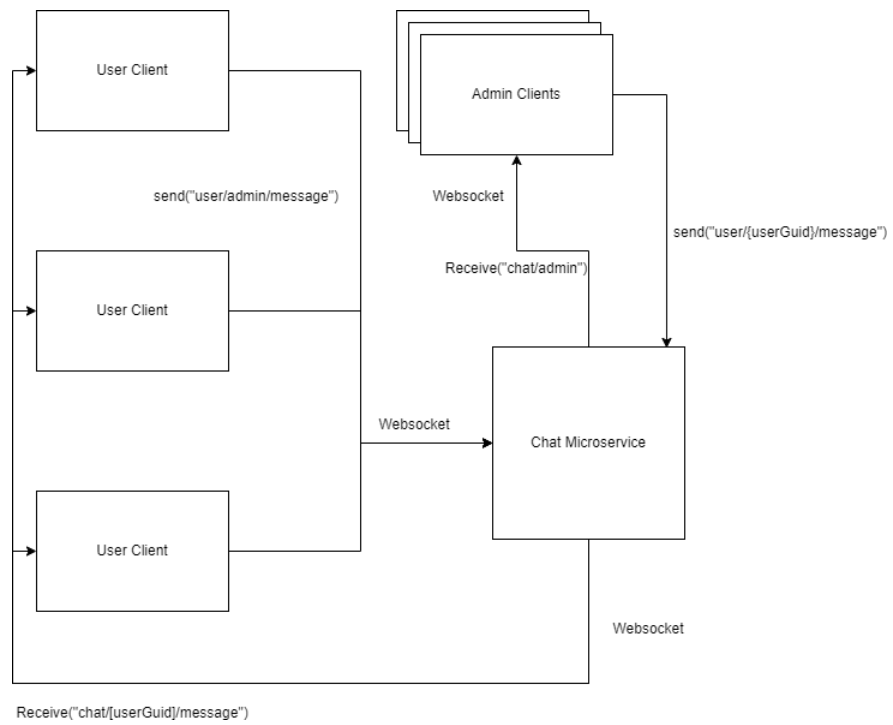 User Client
Admin Clients
send("user/admin/message")
Websocket
send("user/{userGuid}/message")
Receive("chat/admin")
User Client
Websocket
Chat Microservice
User Client
Websocket
Receive("chat/[userGuid]/message")